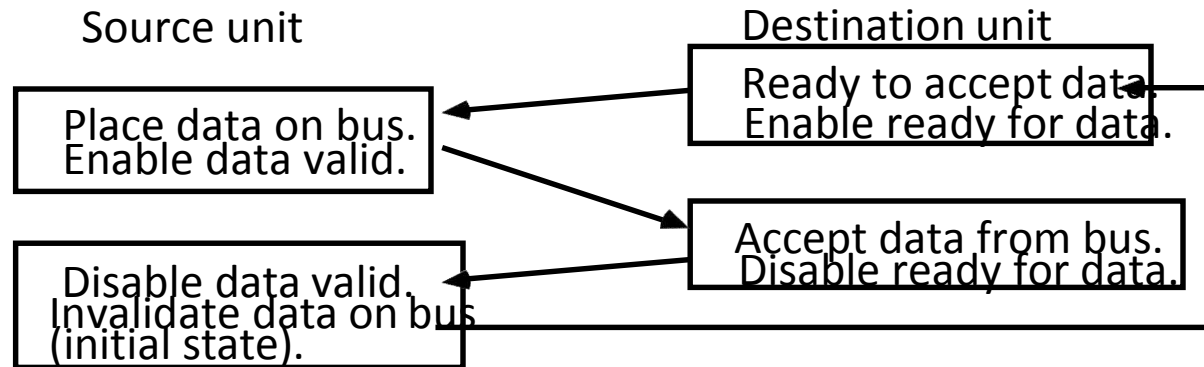 Source unit
Destination unit
Ready to accept data.
Enable ready for data.
Place data on bus.
Enable data valid.
Accept data from bus.
Disable ready for data.
Disable data valid.
Invalidate data on bus
(initial state).